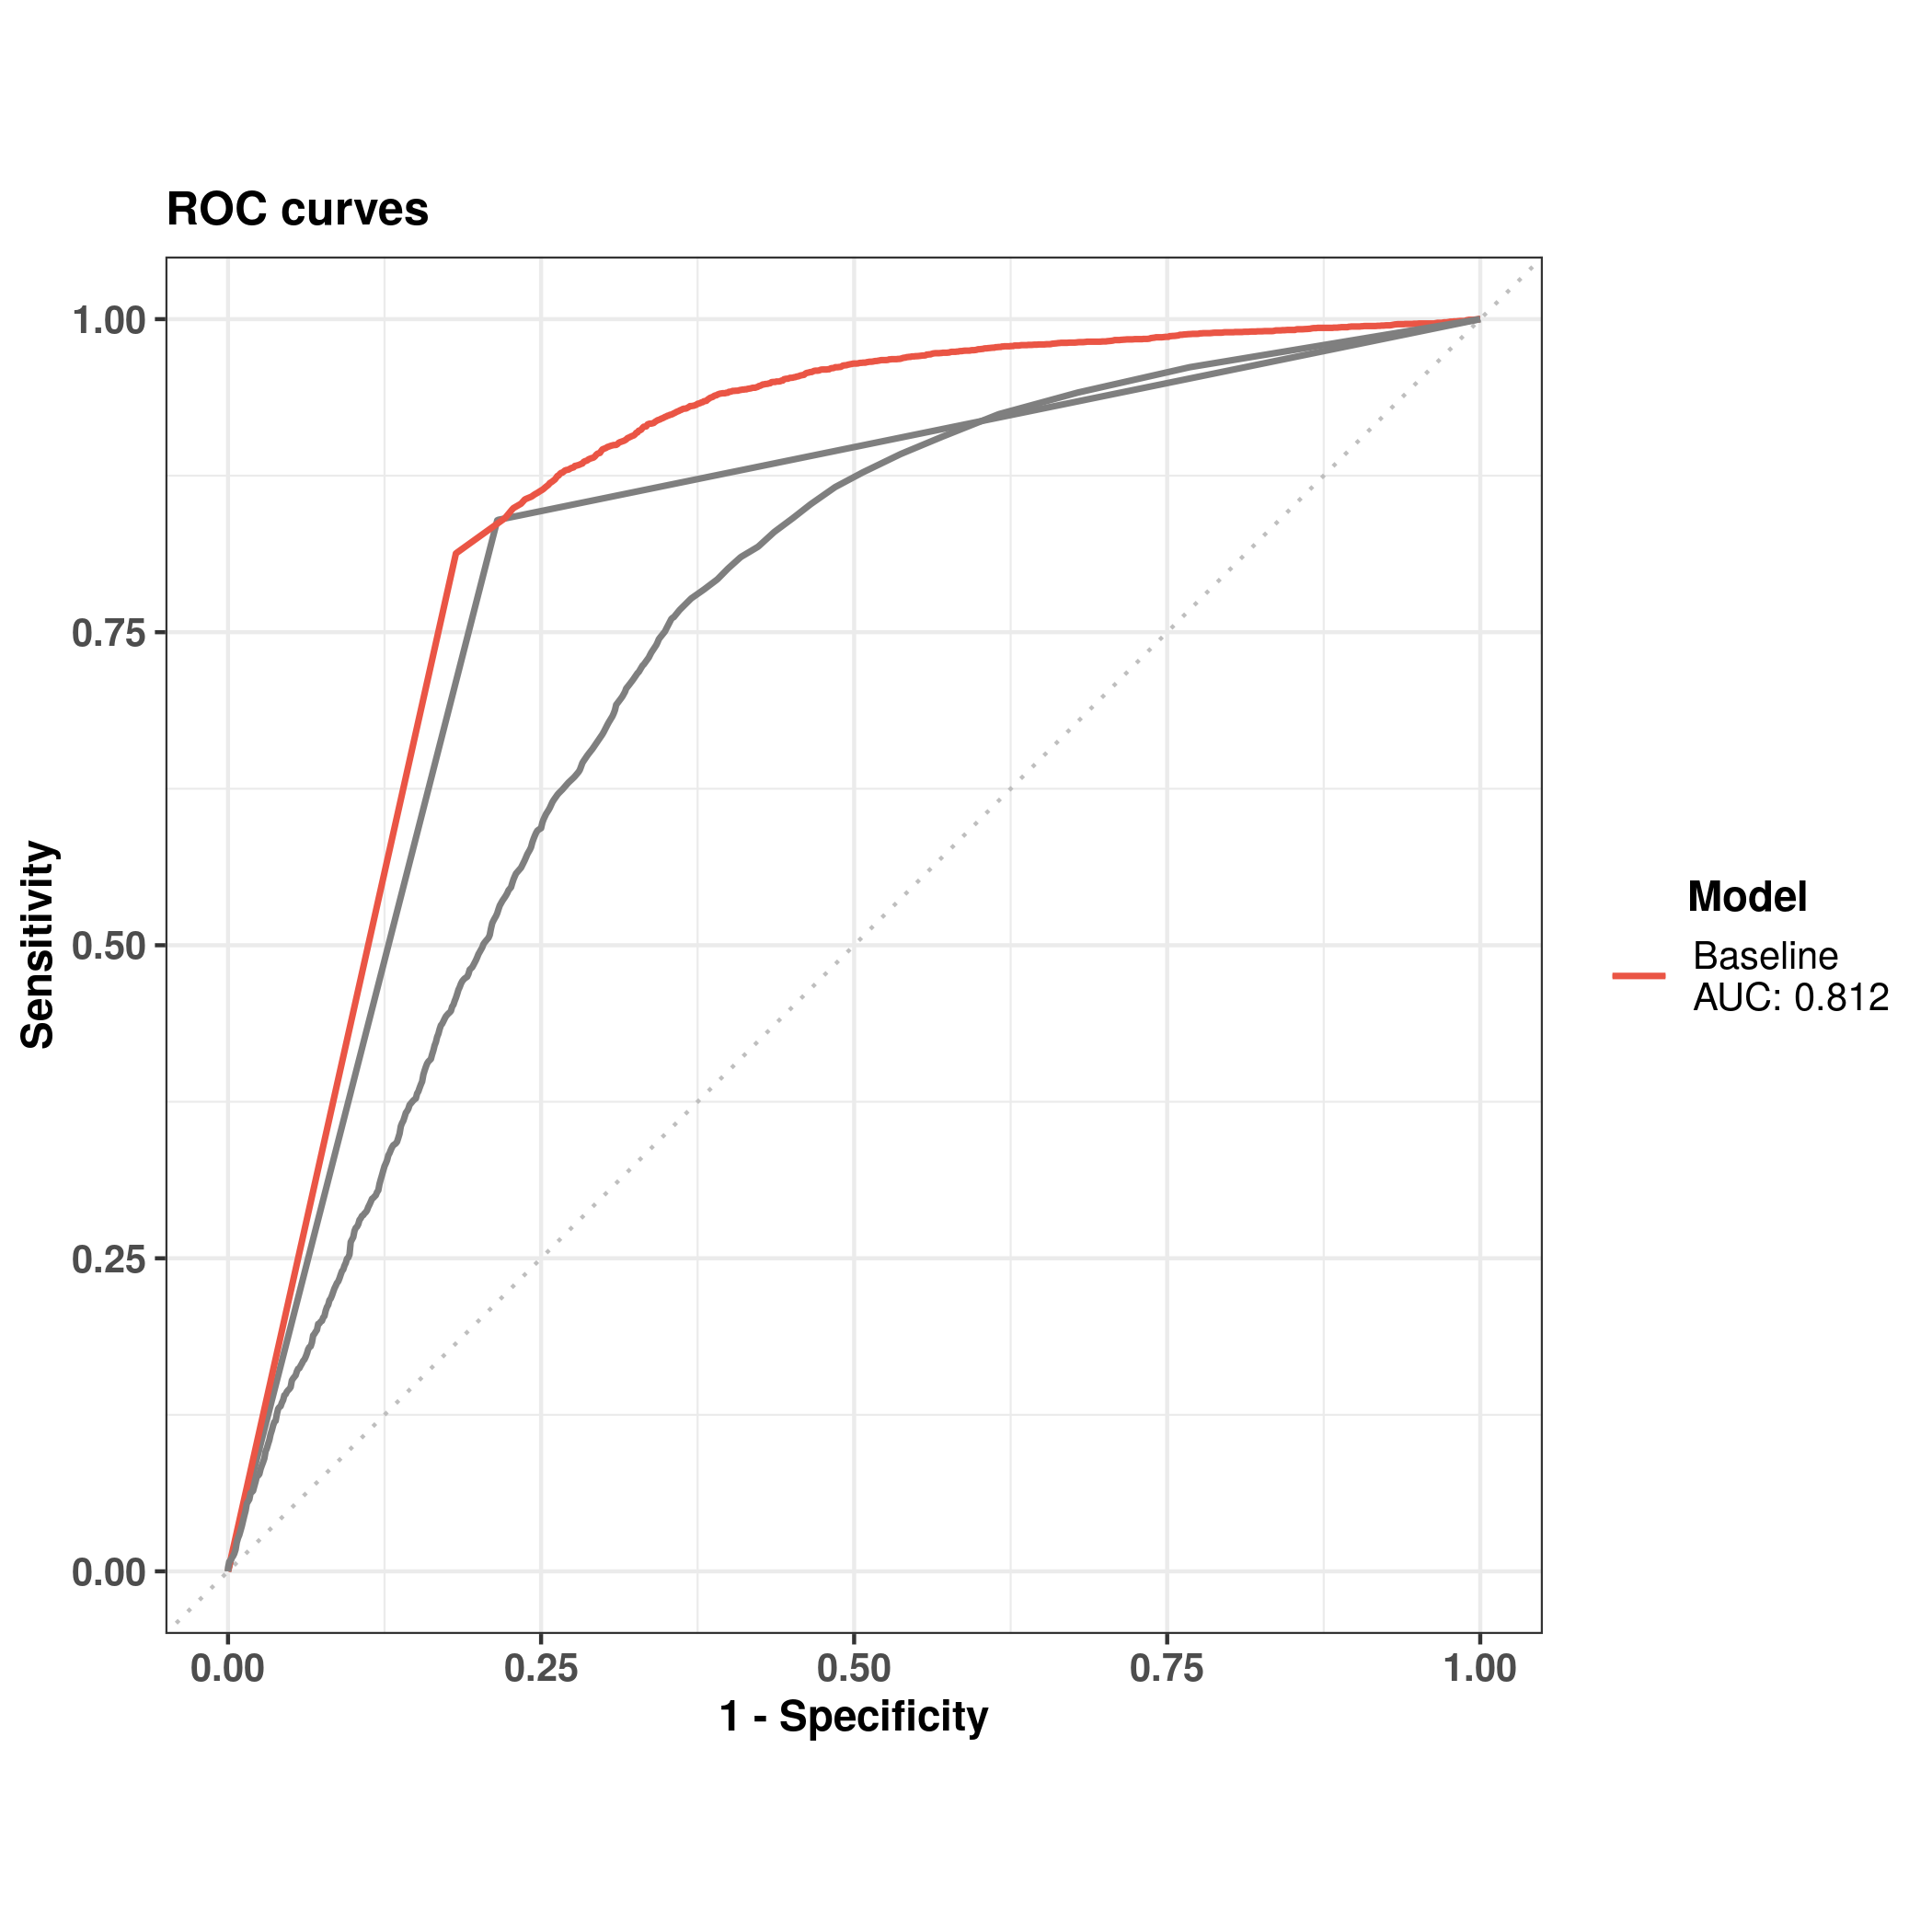 ROC curves
1.00
0.75
0.50
0.25
0.00
Sensitivity
0.00 0.25 0.50 0.75 1.00
1 - Specificity
Model
Baseline
AUC: 0.812